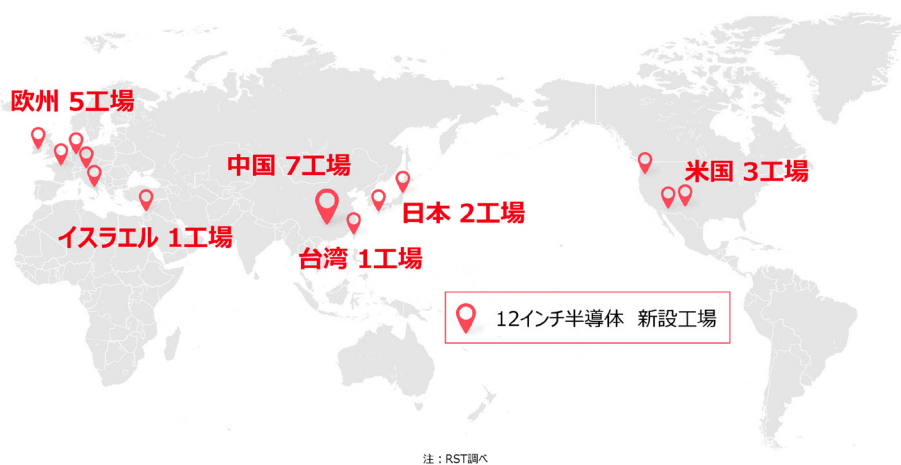 欧州 5工場
中国 7工場
米国 3工場
日本 2工場
イスラエル 1工場
台湾 1工場
12インチ半導体 新設工場
注：RST調べ